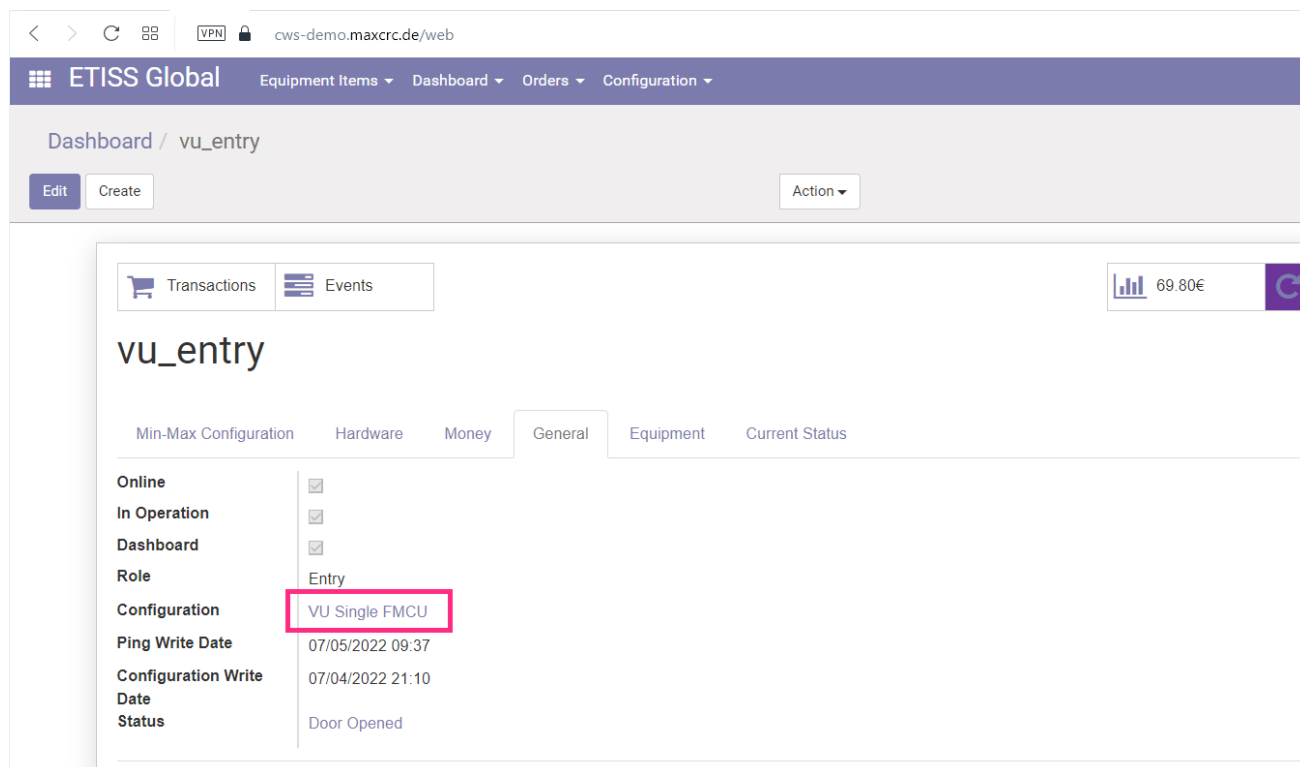 VPN cws-demo.maxcrc.de/web
ETISS Global Equipment Items Dashboard Orders Configuration
Dashboard / vu_entry
Edit Create Action
Transactions Events 69.80€
vu_entry
Min-Max Configuration Hardware Money General Equipment Current Status
Online
In Operation
Dashboard
Role Entry
Configuration VU Single FMCU
Ping Write Date 07/05/2022 09:37
Configuration Write Date 07/04/2022 21:10
Status Door Opened